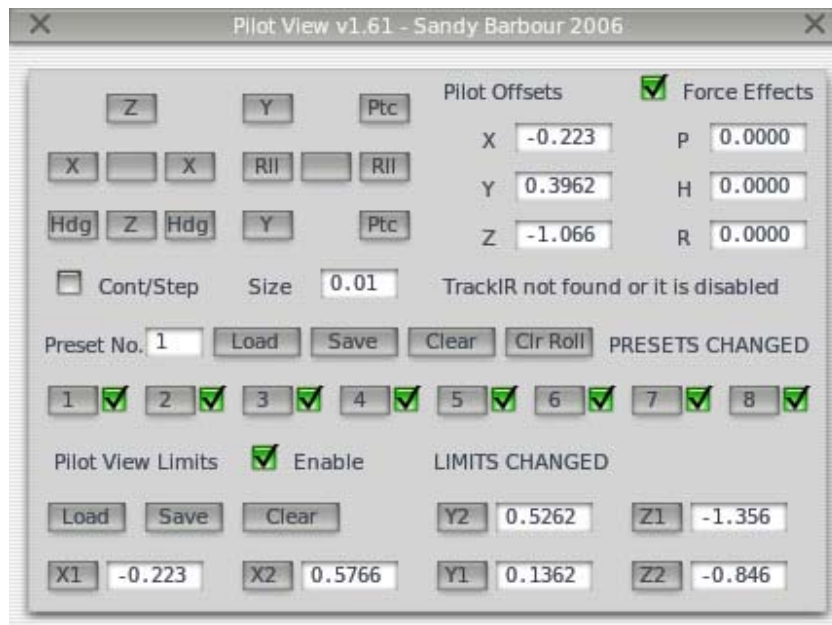 Pilot View v1.61 - Sandy Barbour 2006
Z Y Ptc Pilot Offsets Force Effects
X -0.223 P 0.0000
X X Rll Rll
Y 0.3962 H 0.0000
Hdg Z Hdg Y Ptc
Z -1.066 R 0.0000
Cont/Step Size 0.01 TrackIR not found or it is disabled
Preset No. 1 Load Save Clear Clr Roll PRESETS CHANGED
1 2 3 4 5 6 7 8
Pilot View Limits Enable LIMITS CHANGED
Load Save Clear Y2 0.5262 Z1 -1.356
X1 -0.223 X2 0.5766 Y1 0.1362 Z2 -0.846